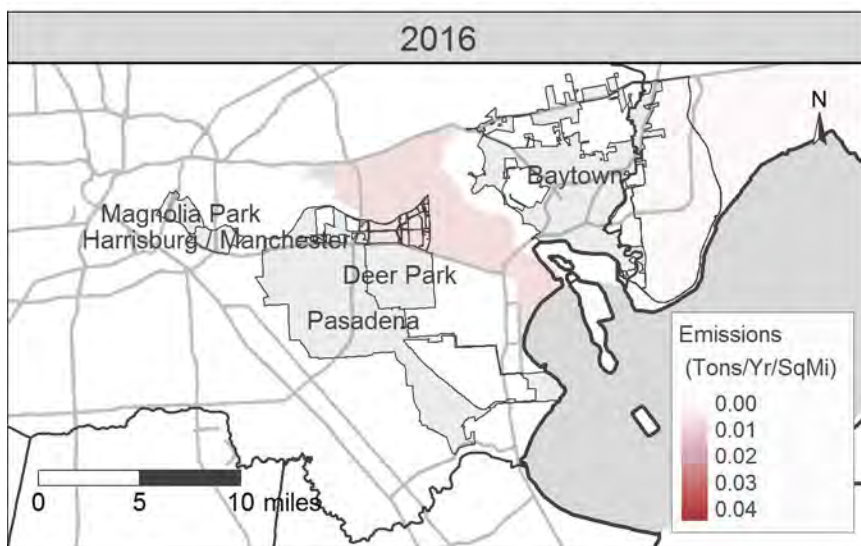 2016
N
Baytown
Magnolia Park
Harrisburg Manchester
Deer Park
Pasadena
Emissions
(Tons/Yr/SqMi)
0.00
0.01
0.02
0.03
0.04
0 5 10 miles